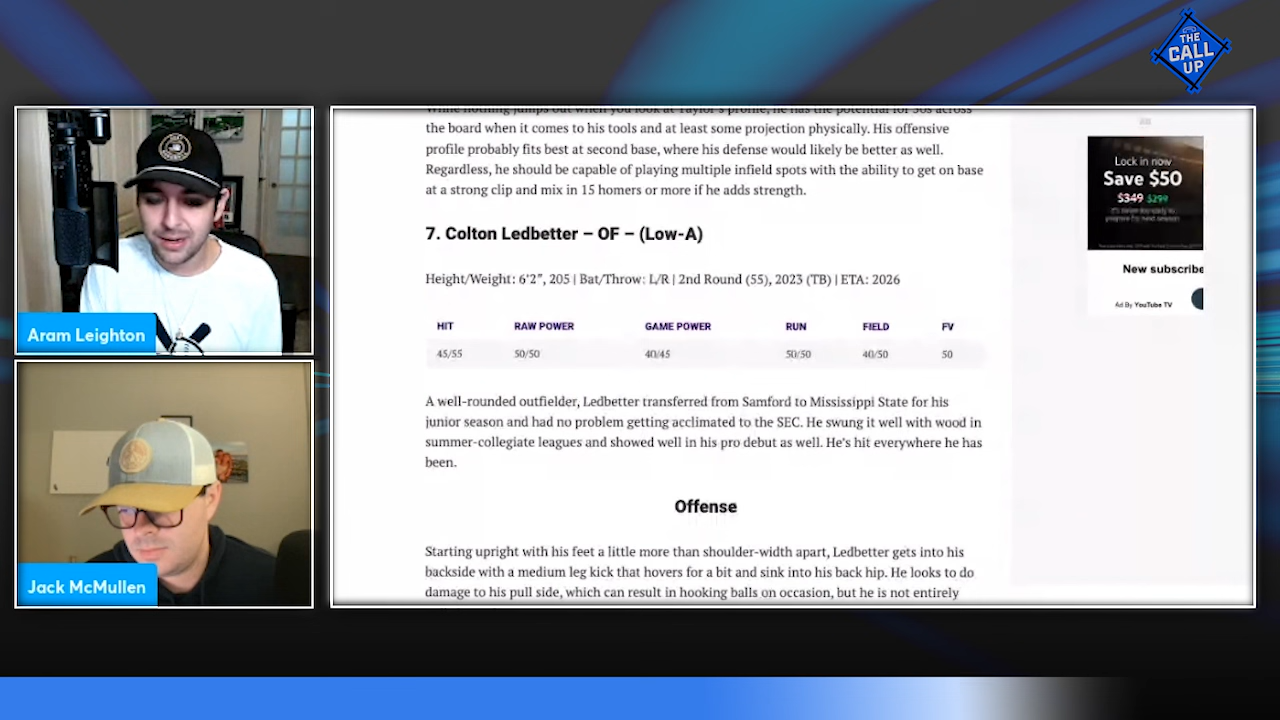 THE
CALL
UP
Aram Leighton
Jack McMullen
While nothing jumps out when you look at Taylor's profile, he has the potential for 50s across
the board when it comes to his tools and at least some projection physically. His offensive
profile probably fits best at second base, where his defense would likely be better as well.
Regardless, he should be capable of playing multiple infield spots with the ability to get on base
at a strong clip and mix in 15 homers or more if he adds strength.
7. Colton Ledbetter – OF – (Low-A)
Height/Weight: 6'2", 205 | Bat/Throw: L/R | 2nd Round (55), 2023 (TB) | ETA: 2026
HIT RAW POWER GAME POWER RUN FIELD FV
45/55 50/50 40/45 50/50 40/50 50
A well-rounded outfielder, Ledbetter transferred from Samford to Mississippi State for his
junior season and had no problem getting acclimated to the SEC. He swung it well with wood in
summer-collegiate leagues and showed well in his pro debut as well. He's hit everywhere he has
been.
Offense
Starting upright with his feet a little more than shoulder-width apart, Ledbetter gets into his
backside with a medium leg kick that hovers for a bit and sink into his back hip. He looks to do
damage to his pull side, which can result in hooking balls on occasion, but he is not entirely
Lock in now
Save $50
$349 $299
New subscribe
Ad By YouTube TV